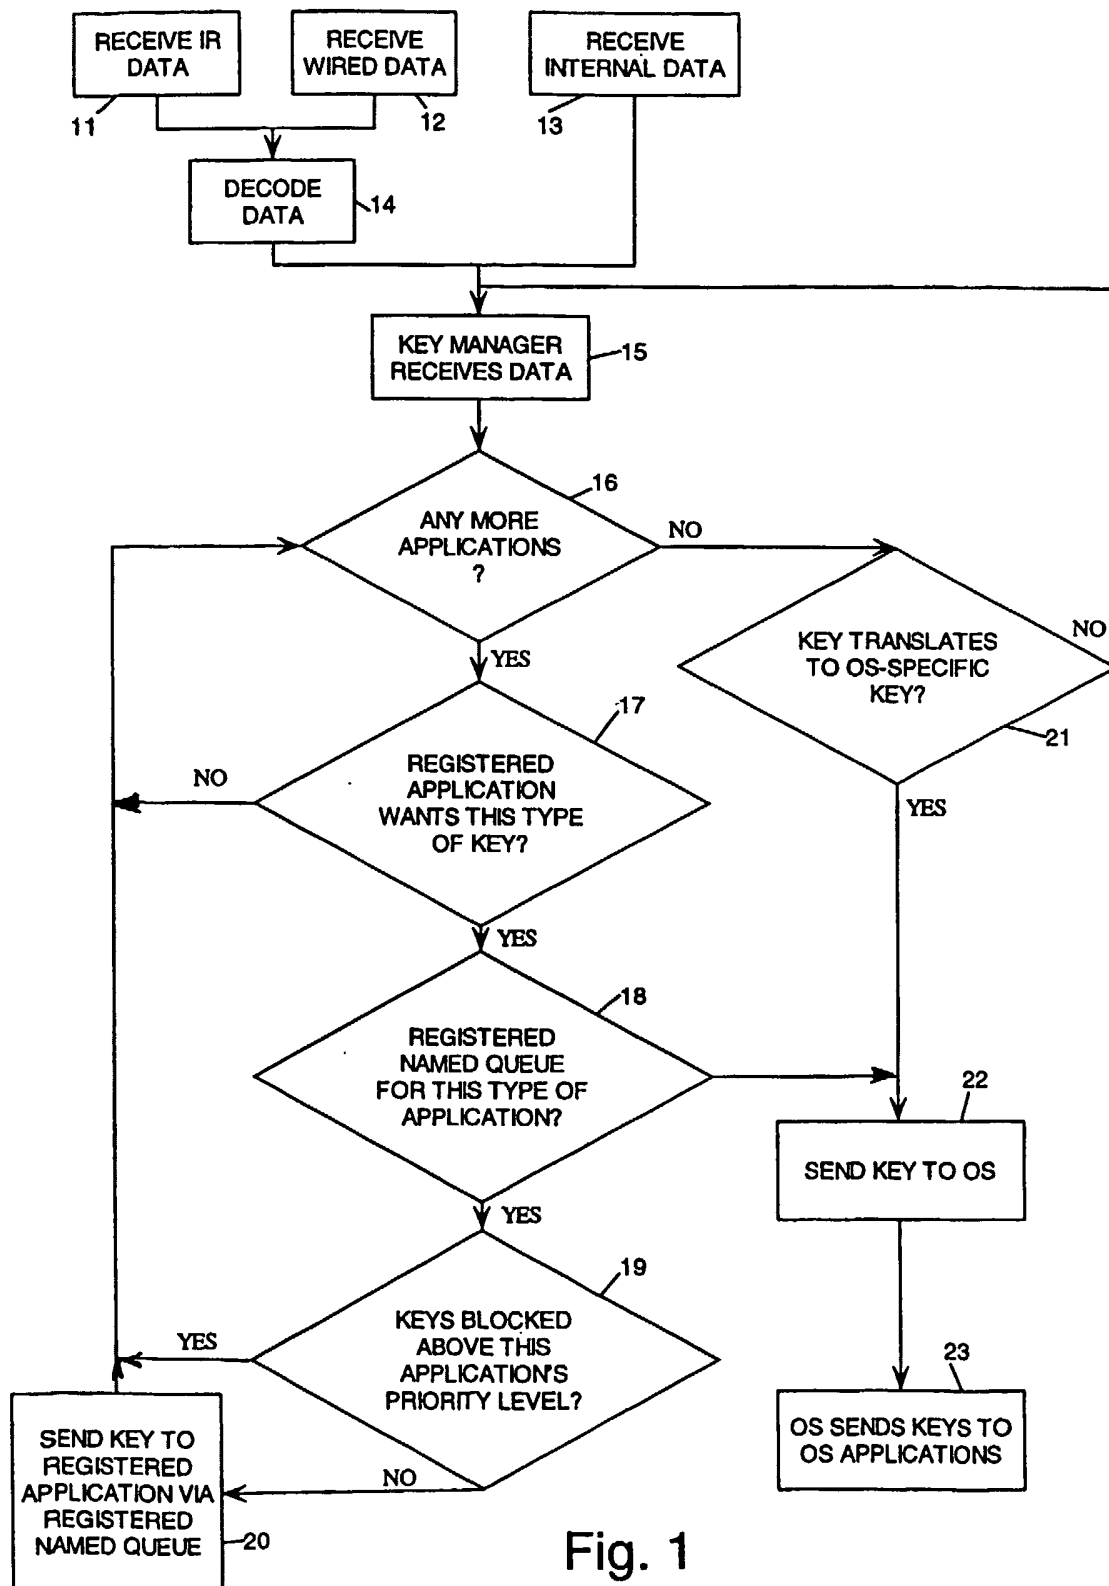 RECEIVE IR
DATA
RECEIVE
WIRED DATA
RECEIVE
INTERNAL DATA
11
12
13
DECODE
DATA
14
KEY MANAGER
RECEIVES DATA
15
16
ANY MORE
APPLICATIONS
?
NO
YES
KEY TRANSLATES
TO OS-SPECIFIC
KEY?
NO
21
YES
17
REGISTERED
APPLICATION
WANTS THIS TYPE
OF KEY?
NO
YES
18
REGISTERED
NAMED QUEUE
FOR THIS TYPE OF
APPLICATION?
YES
22
SEND KEY TO OS
19
KEYS BLOCKED
ABOVE THIS
APPLICATION'S
PRIORITY LEVEL?
YES
NO
23
OS SENDS KEYS TO
OS APPLICATIONS
SEND KEY TO
REGISTERED
APPLICATION VIA
REGISTERED
NAMED QUEUE
20
Fig. 1